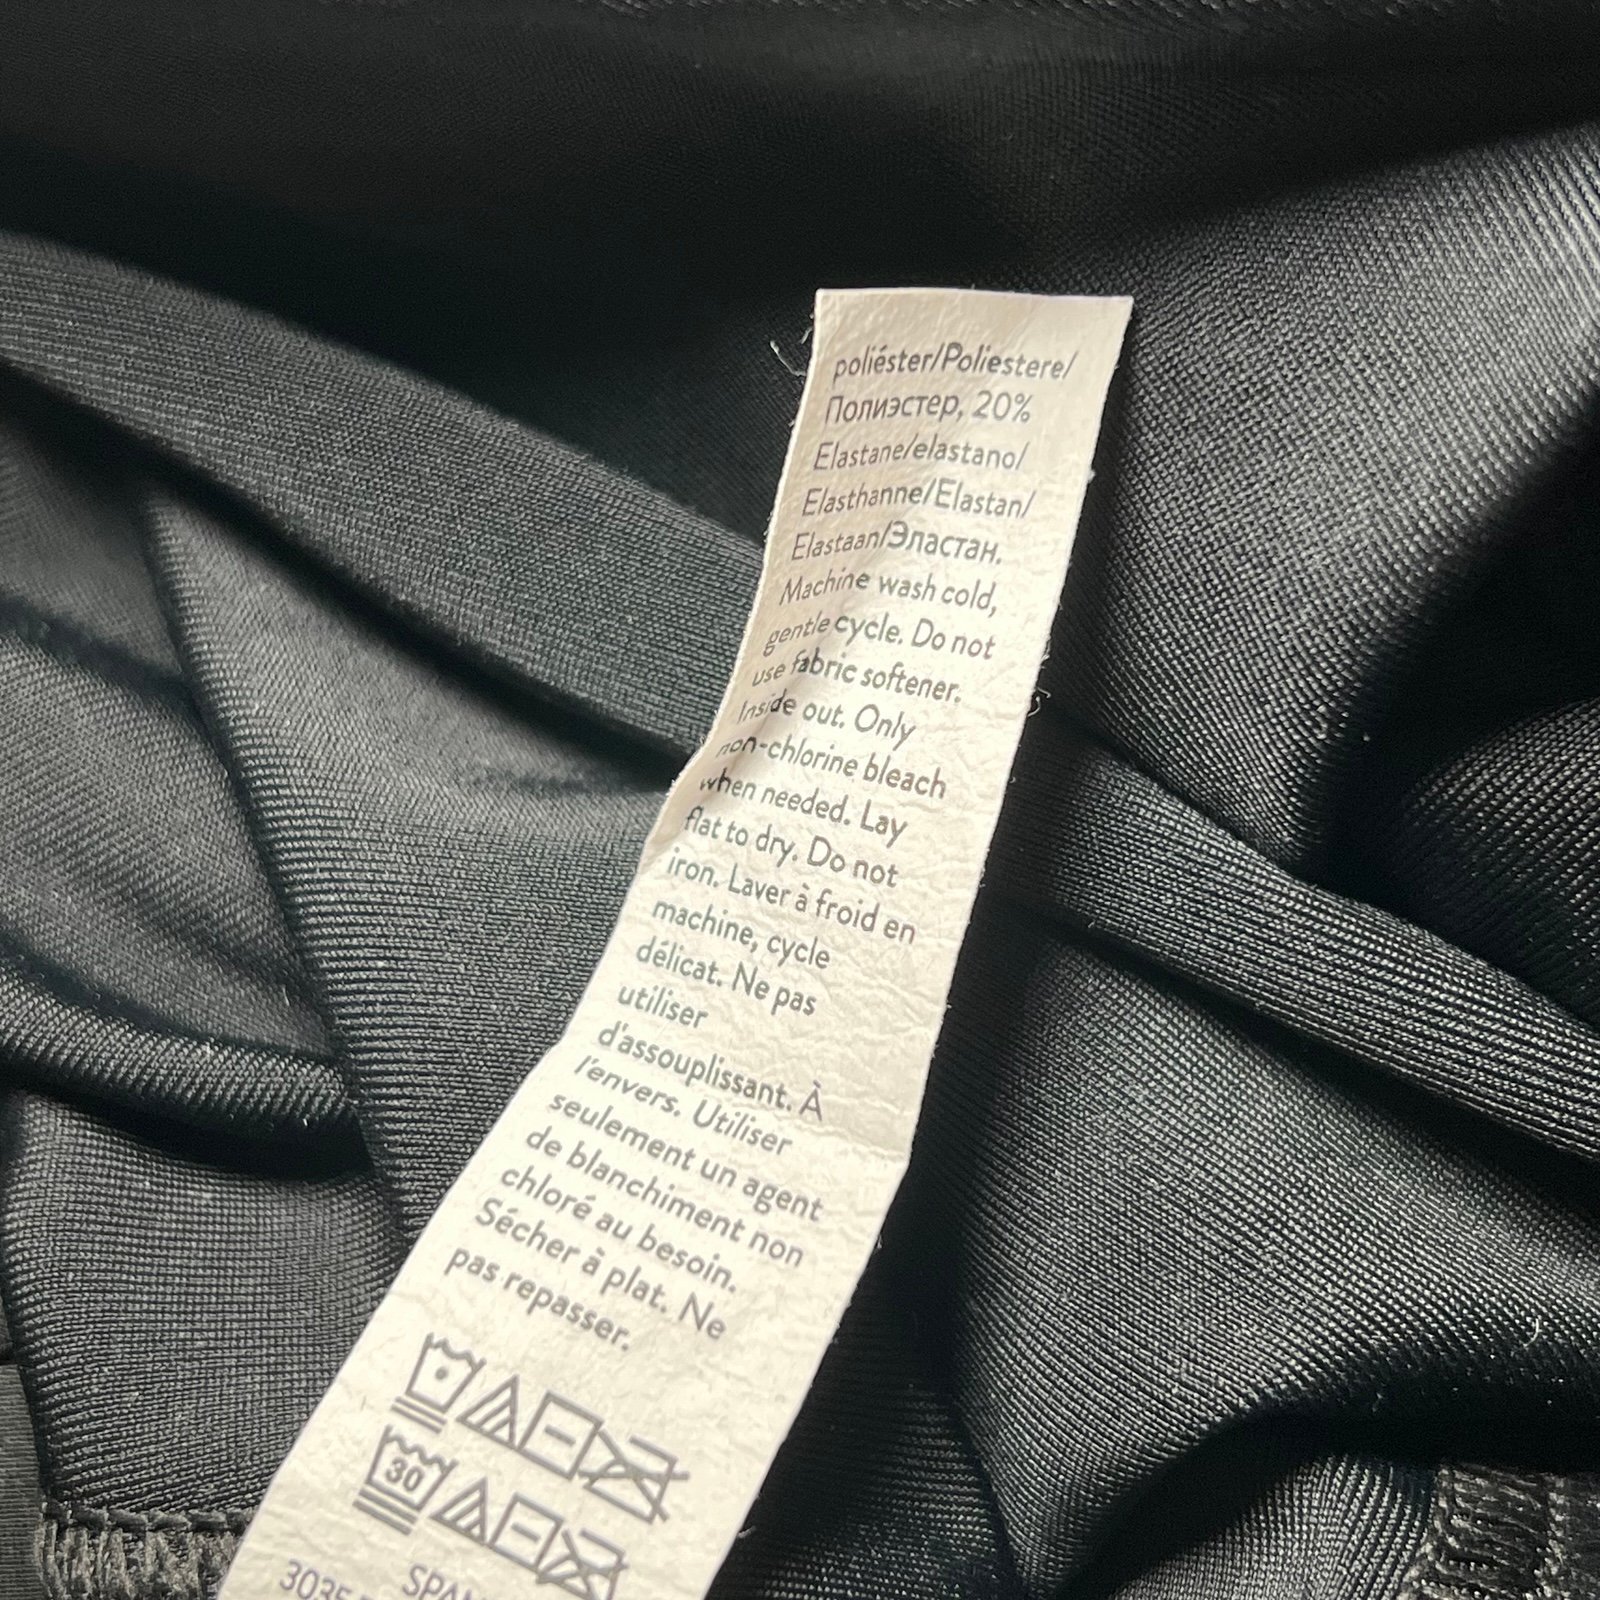 poliéster/Poliestere/
Полиэстер, 20%
Elastane/elastano/
Elasthanne/Elastan/
Elastaan/Эластан.
Machine wash cold,
gentle cycle. Do not
use fabric softener.
Inside out. Only
non-chlorine bleach
when needed. Lay
flat to dry. Do not
iron. Laver à froid en
machine, cycle
délicat. Ne pas
utiliser
d'assouplissant. À
l'envers. Utiliser
seulement un agent
de blanchiment non
chloré au besoin.
Sécher à plat. Ne
pas repasser.
30